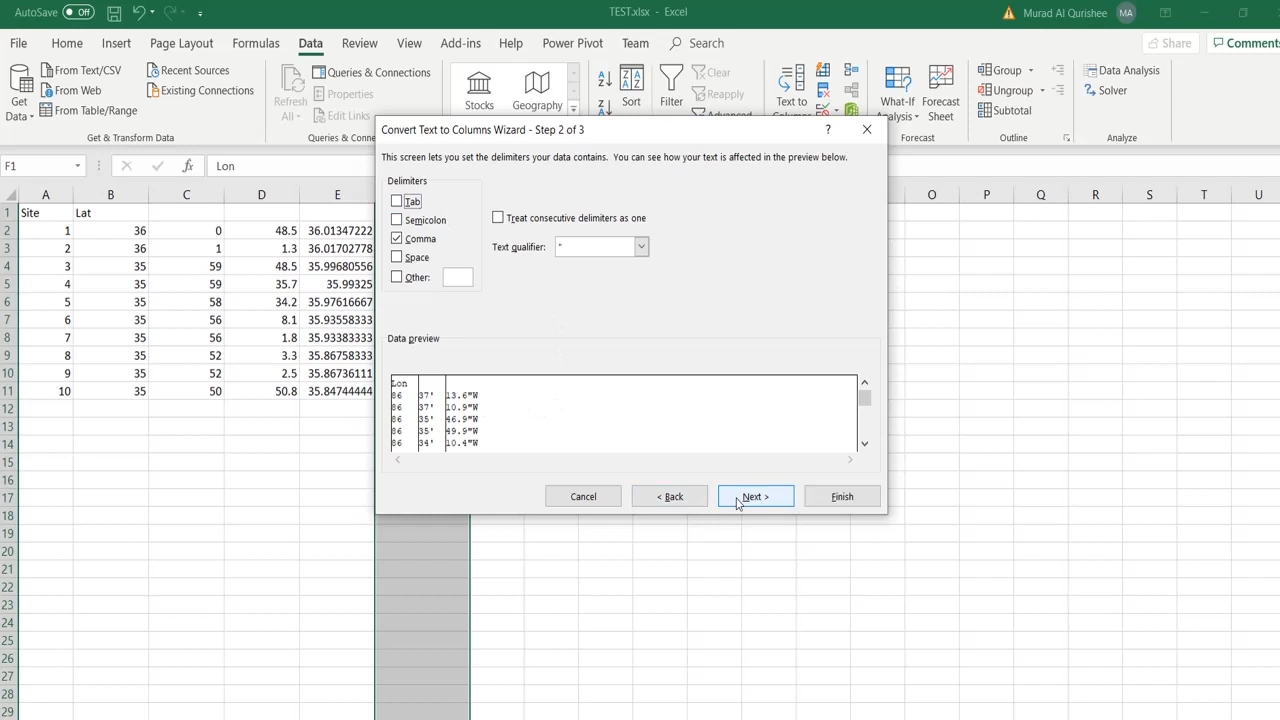 AutoSave Off TEST.xlsx - Excel Murad Al Qurishee MA
File Home Insert Page Layout Formulas Data Review View Add-ins Help Power Pivot Team Search Share Comments
From Text/CSV Recent Sources Queries & Connections Clear Group Data Analysis
From Web Existing Connections Properties Reapply Ungroup Solver
From Table/Range Edit Links Advanced Subtotal
Get Data Refresh All Stocks Geography Sort Filter Text to Columns What-If Analysis Forecast Sheet
Get & Transform Data Queries & Conne Forecast Outline Analyze
Convert Text to Columns Wizard - Step 2 of 3 ?
This screen lets you set the delimiters your data contains. You can see how your text is affected in the preview below.
F1 fx Lon
A B C D E O P Q R S T U
1 Site Lat
2 1 36 0 48.5 36.01347222
3 2 36 1 1.3 36.01702778
4 3 35 59 48.5 35.99680556
5 4 35 59 35.7 35.99325
6 5 35 58 34.2 35.97616667
7 6 35 56 8.1 35.93558333
8 7 35 56 1.8 35.93383333
9 8 35 52 3.3 35.86758333
10 9 35 52 2.5 35.86736111
11 10 35 50 50.8 35.84744444
12
13
14
15
16
17
18
19
20
21
22
23
24
25
26
27
28
29
Delimiters
Tab
Semicolon
Comma
Space
Other:
Treat consecutive delimiters as one
Text qualifier: "
Data preview
Lon
86 37' 13.6"W
86 37' 10.9"W
86 35' 46.9"W
86 35' 49.9"W
86 34' 10.4"W
Cancel < Back Next > Finish